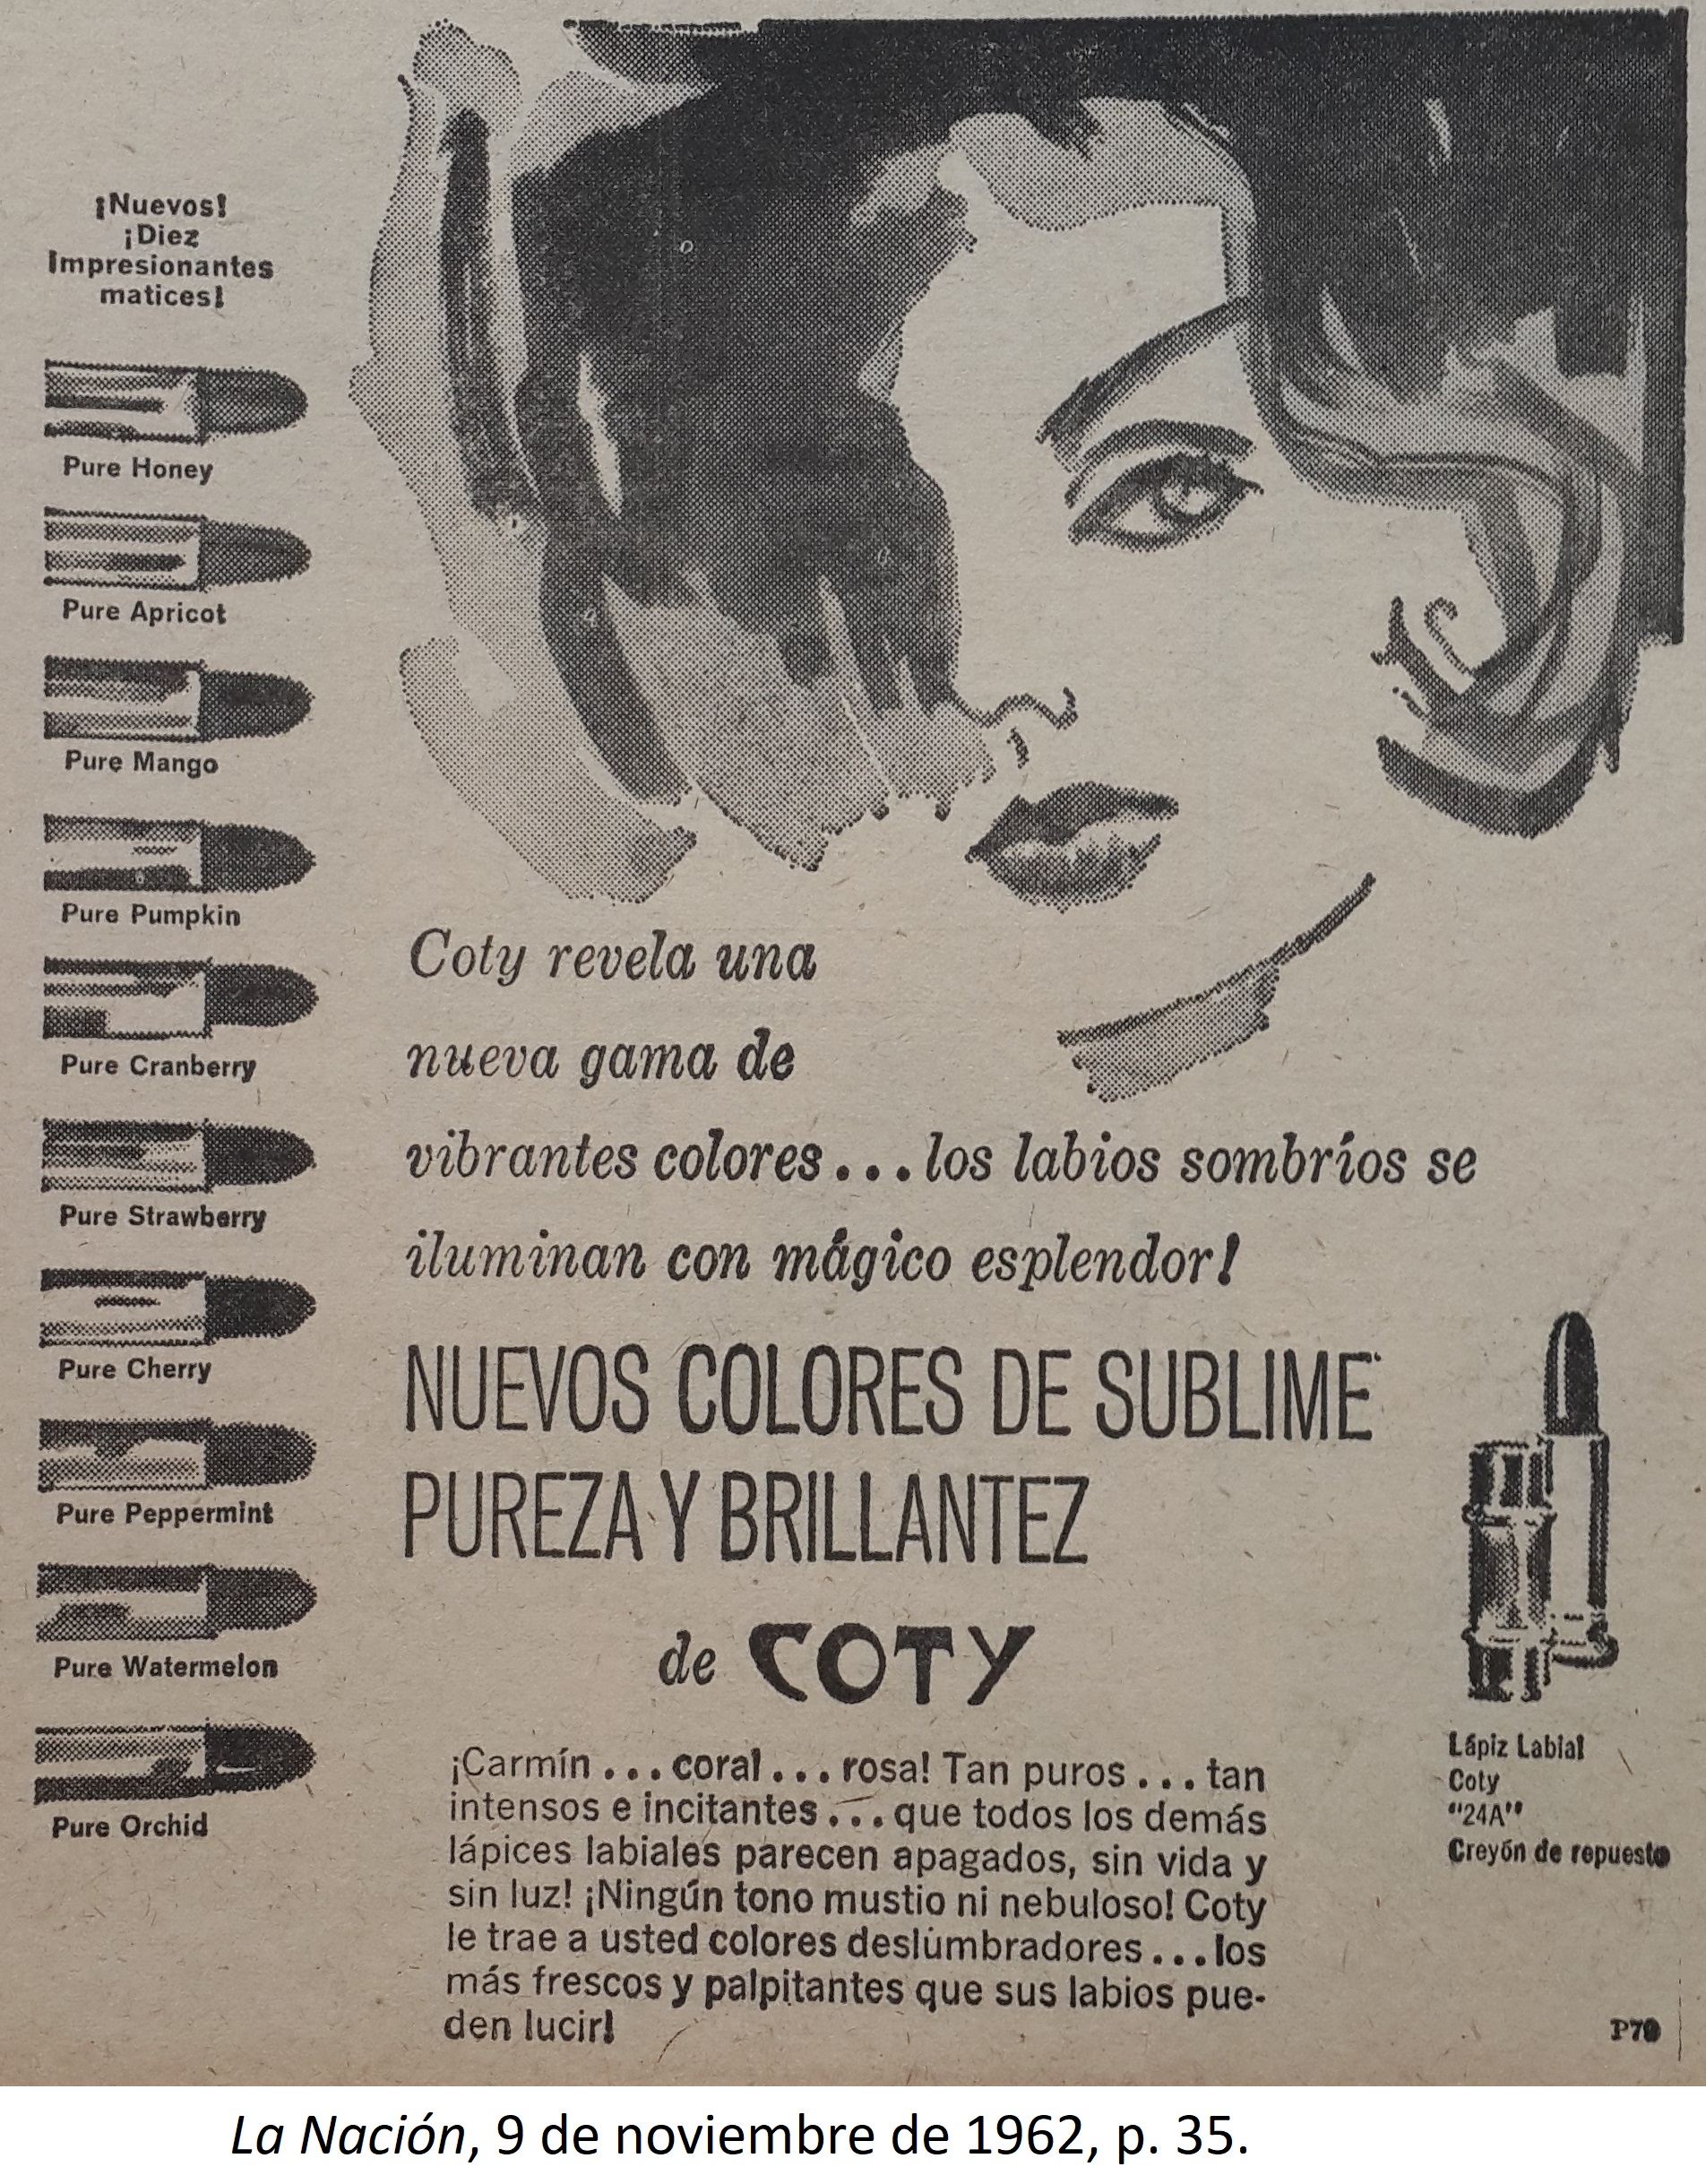 ¡Nuevos!
¡Diez
Impresionantes
matices!
Pure Honey
Pure Apricot
Pure Mango
Pure Pumpkin
Pure Cranberry
Pure Strawberry
Pure Cherry
Pure Peppermint
Pure Watermelon
Pure Orchid
Coty revela una
nueva gama de
vibrantes colores...los labios sombríos se
iluminan con mágico esplendor!
NUEVOS COLORES DE SUBLIME
PUREZA Y BRILLANTEZ
de COTY
¡Carmín...coral...rosa! Tan puros...tan
intensos e incitantes...que todos los demás
lápices labiales parecen apagados, sin vida y
sin luz! ¡Ningún tono mustio ni nebuloso! Coty
le trae a usted colores deslumbradores...los
más frescos y palpitantes que sus labios pue-
den lucir!
Lápiz Labial
Coty
"24A"
Creyón de repuesto
La Nación, 9 de noviembre de 1962, p. 35.